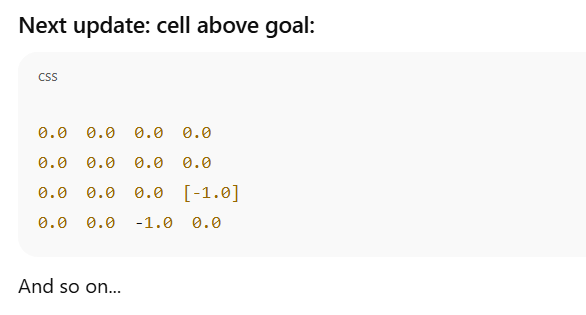 Next update: cell above goal:
css
0.0  0.0  0.0  0.0
0.0  0.0  0.0  0.0
0.0  0.0  0.0  [-1.0]
0.0  0.0  -1.0  0.0
And so on...